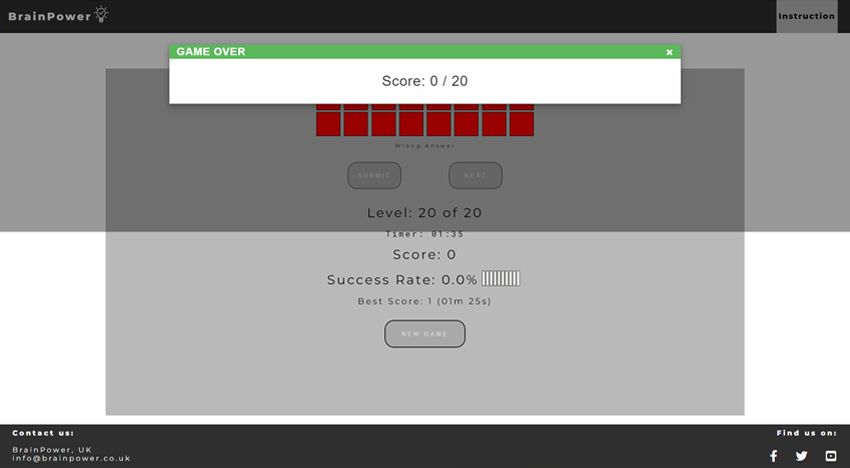 BrainPower
Instruction
GAME OVER ×
Score: 0 / 20
Wrong Answer
SUBMIT NEXT
Level: 20 of 20
Timer: 01:35
Score: 0
Success Rate: 0.0%
Best Score: 1 (01m 25s)
NEW GAME
Contact us:
Find us on:
BrainPower, UK
info@brainpower.co.uk